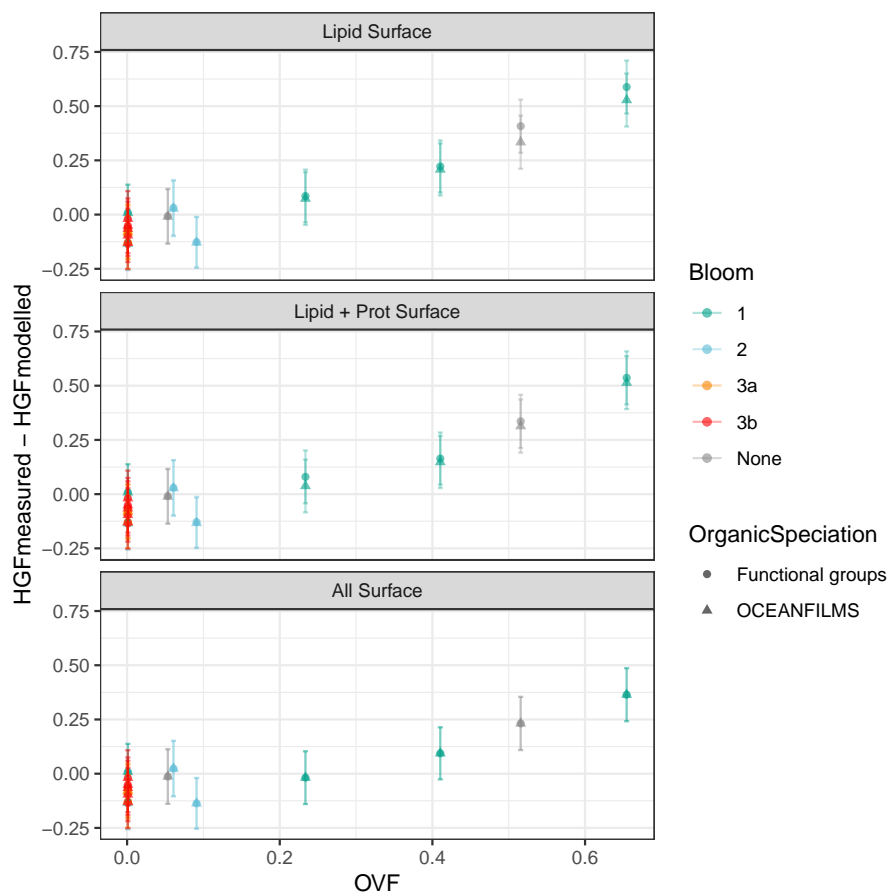 Lipid Surface
0.75
0.50
0.25
0.00
−0.25
Lipid + Prot Surface
0.75
0.50
0.25
0.00
−0.25
All Surface
0.75
0.50
0.25
0.00
−0.25
0.0 0.2 0.4 0.6
OVF
HGFmeasured − HGFmodelled
Bloom
1
2
3a
3b
None
OrganicSpeciation
Functional groups
OCEANFILMS